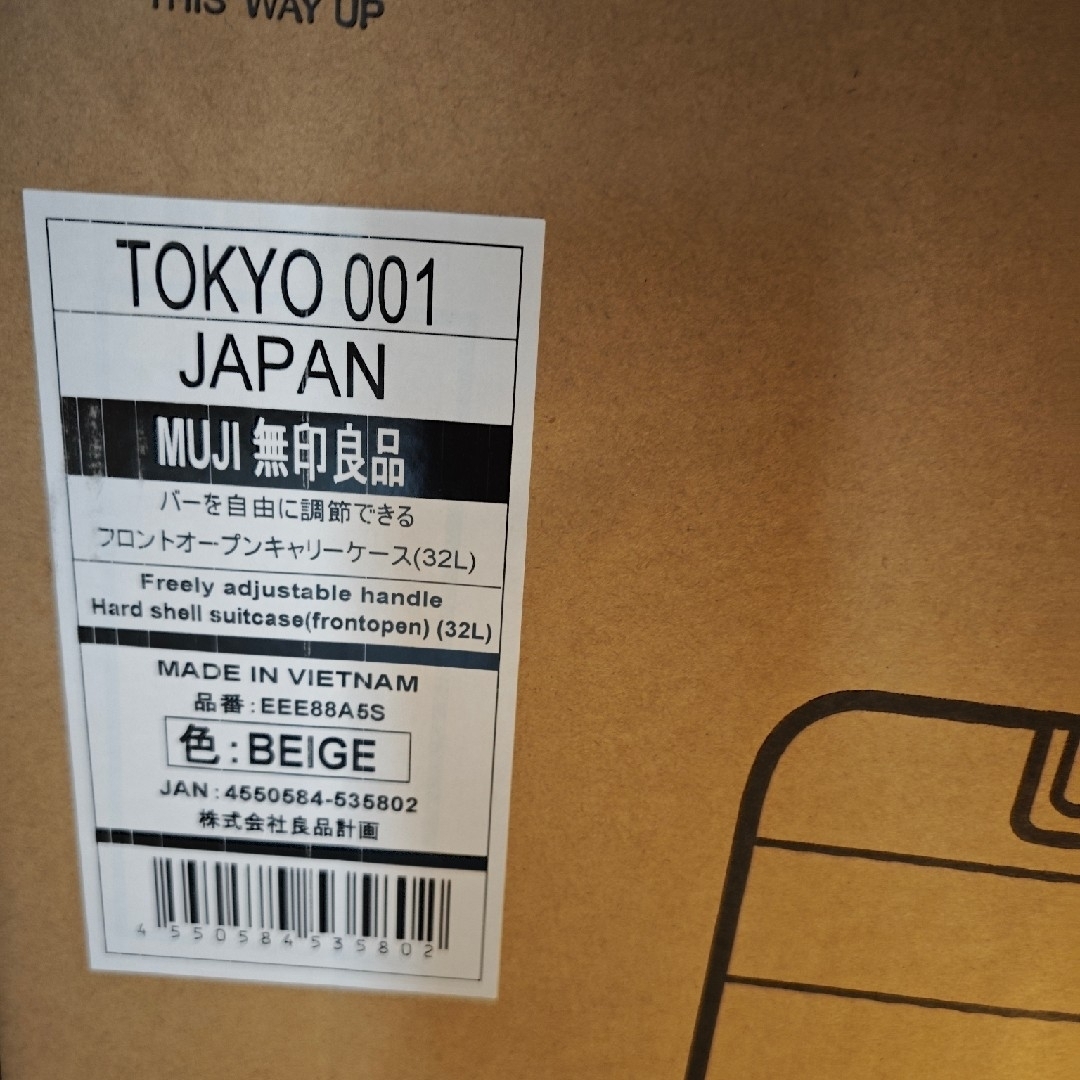 THIS WAY UP
TOKYO 001
JAPAN
MUJI 無印良品
バーを自由に調節できる
フロントオープンキャリーケース(32L)
Freely adjustable handle
Hard shell suitcase(frontopen) (32L)
MADE IN VIETNAM
品番:EEE88A5S
色:BEIGE
JAN:4550584-535802
株式会社良品計画
4550584535802